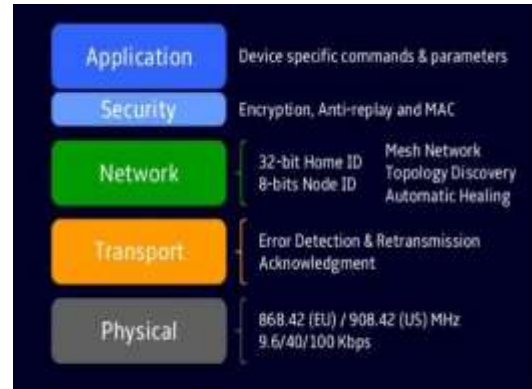 Application
Device specific commands & parameters
Security
Encryption, Anti-replay and MAC
Network
32-bit Home ID
8-bits Node ID
Mesh Network
Topology Discovery
Automatic Healing
Transport
Error Detection & Retransmission
Acknowledgment
Physical
868.42 (EU) / 908.42 (US) MHz
9.6/40/100 Kbps